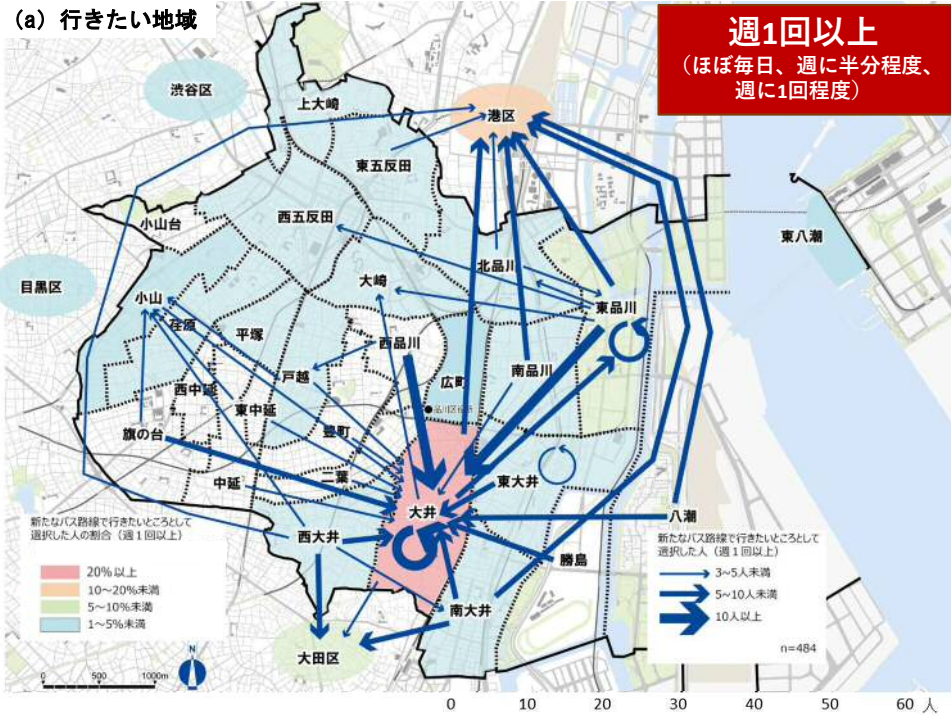 (a) 行きたい地域
週1回以上
（ほぼ毎日、週に半分程度、
週に1回程度）
渋谷区
上大崎
港区
東五反田
小山台
西五反田
東八潮
北品川
目黒区
大崎
小山
東品川
荏原
平塚
西品川
戸越
南品川
広町
西中延
東中延
品川区役所
旗の台
豊町
二葉
中延
東大井
大井
八潮
西大井
勝島
南大井
大田区
新たなバス路線で行きたいところとして
選択した人の割合（週１回以上）
20%以上
10～20%未満
5～10%未満
1～5%未満
新たなバス路線で行きたいところとして
選択した人（週１回以上）
3～5人未満
5～10人未満
10人以上
n=484
N
0 500 1000m
0 10 20 30 40 50 60 人